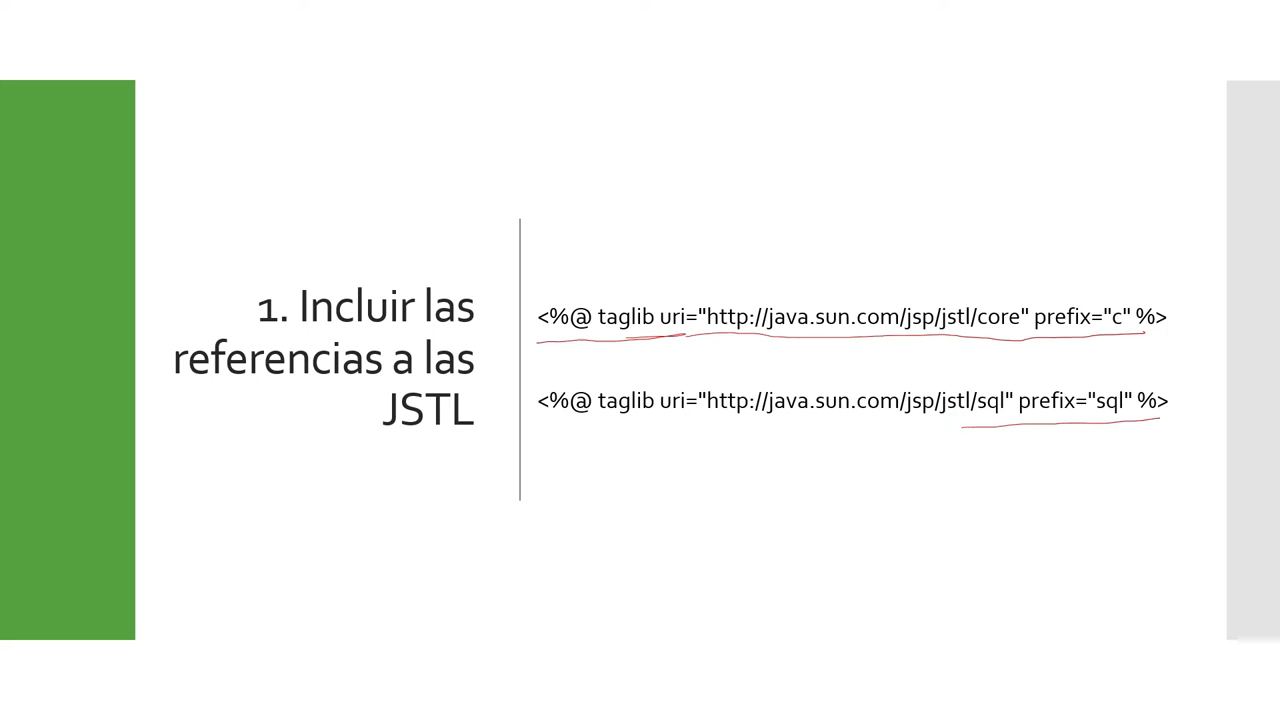 1. Incluir las
referencias a las
JSTL
<%@ taglib uri="http://java.sun.com/jsp/jstl/core" prefix="c" %>
<%@ taglib uri="http://java.sun.com/jsp/jstl/sql" prefix="sql" %>